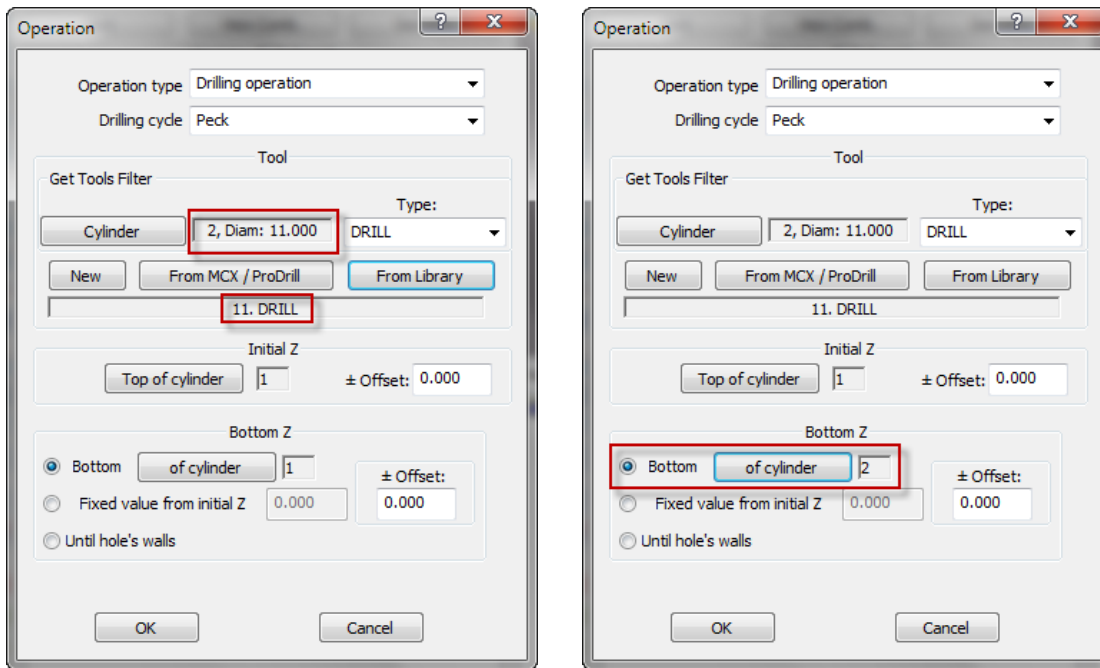 Operation
Operation type Drilling operation
Drilling cycle Peck
Tool
Get Tools Filter
Type:
Cylinder 2, Diam: 11.000 DRILL
New From MCX / ProDrill From Library
11. DRILL
Initial Z
Top of cylinder 1 ± Offset: 0.000
Bottom Z
Bottom of cylinder 1
± Offset:
Fixed value from initial Z 0.000 0.000
Until hole's walls
OK Cancel
Operation
Operation type Drilling operation
Drilling cycle Peck
Tool
Get Tools Filter
Type:
Cylinder 2, Diam: 11.000 DRILL
New From MCX / ProDrill From Library
11. DRILL
Initial Z
Top of cylinder 1 ± Offset: 0.000
Bottom Z
Bottom of cylinder 2
± Offset:
Fixed value from initial Z 0.000 0.000
Until hole's walls
OK Cancel